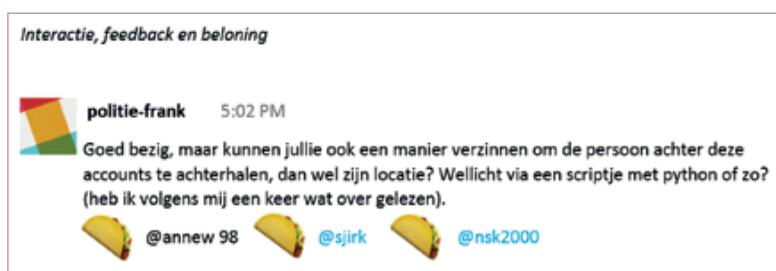 Interactie, feedback en beloning
politie-frank 5:02 PM
Goed bezig, maar kunnen jullie ook een manier verzinnen om de persoon achter deze
accounts te achterhalen, dan wel zijn locatie? Wellicht via een scriptje met python of zo?
(heb ik volgens mij een keer wat over gelezen).
@annew 98 @sjirk @nsk2000